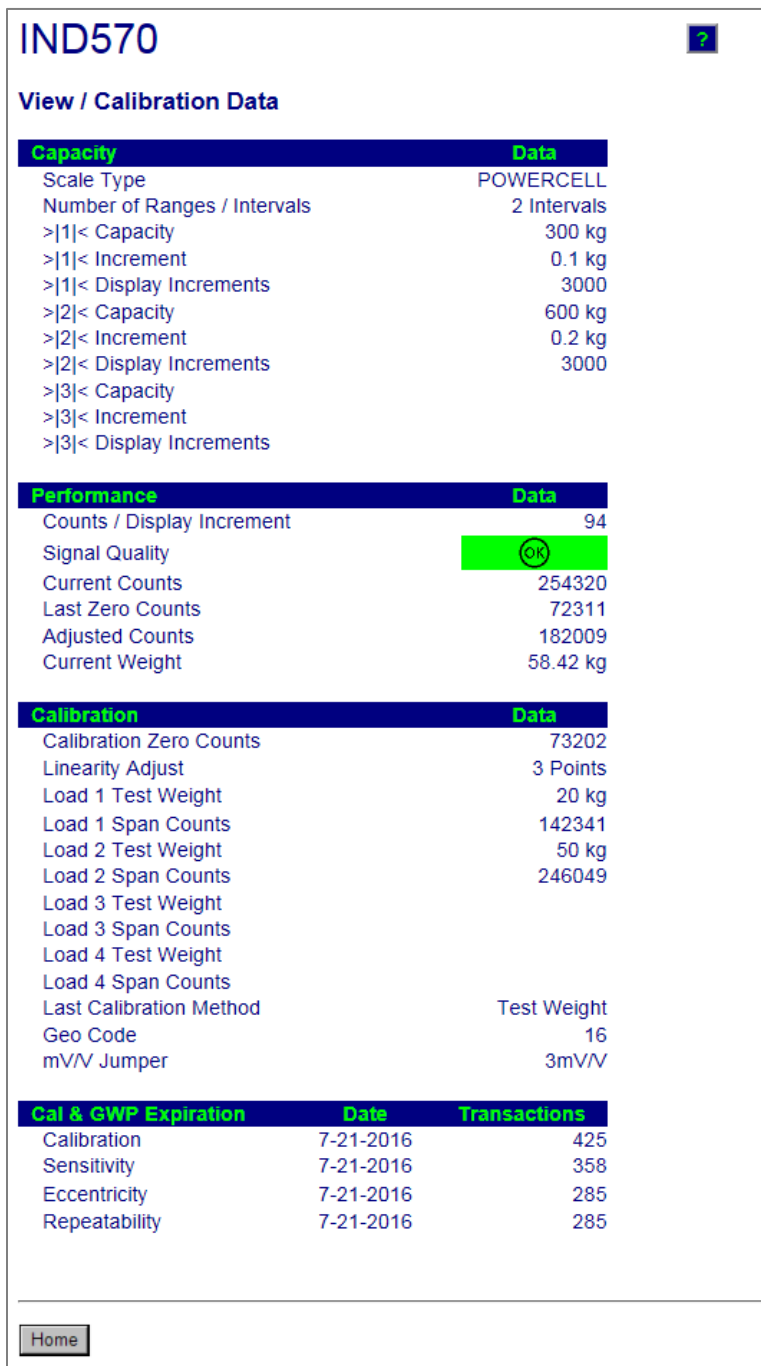 IND570 ?
View / Calibration Data
Capacity Data
Scale Type POWERCELL
Number of Ranges / Intervals 2 Intervals
>|1|< Capacity 300 kg
>|1|< Increment 0.1 kg
>|1|< Display Increments 3000
>|2|< Capacity 600 kg
>|2|< Increment 0.2 kg
>|2|< Display Increments 3000
>|3|< Capacity
>|3|< Increment
>|3|< Display Increments
Performance Data
Counts / Display Increment 94
Signal Quality OK
Current Counts 254320
Last Zero Counts 72311
Adjusted Counts 182009
Current Weight 58.42 kg
Calibration Data
Calibration Zero Counts 73202
Linearity Adjust 3 Points
Load 1 Test Weight 20 kg
Load 1 Span Counts 142341
Load 2 Test Weight 50 kg
Load 2 Span Counts 246049
Load 3 Test Weight
Load 3 Span Counts
Load 4 Test Weight
Load 4 Span Counts
Last Calibration Method Test Weight
Geo Code 16
mV/V Jumper 3mV/V
Cal & GWP Expiration Date Transactions
Calibration 7-21-2016 425
Sensitivity 7-21-2016 358
Eccentricity 7-21-2016 285
Repeatability 7-21-2016 285
Home